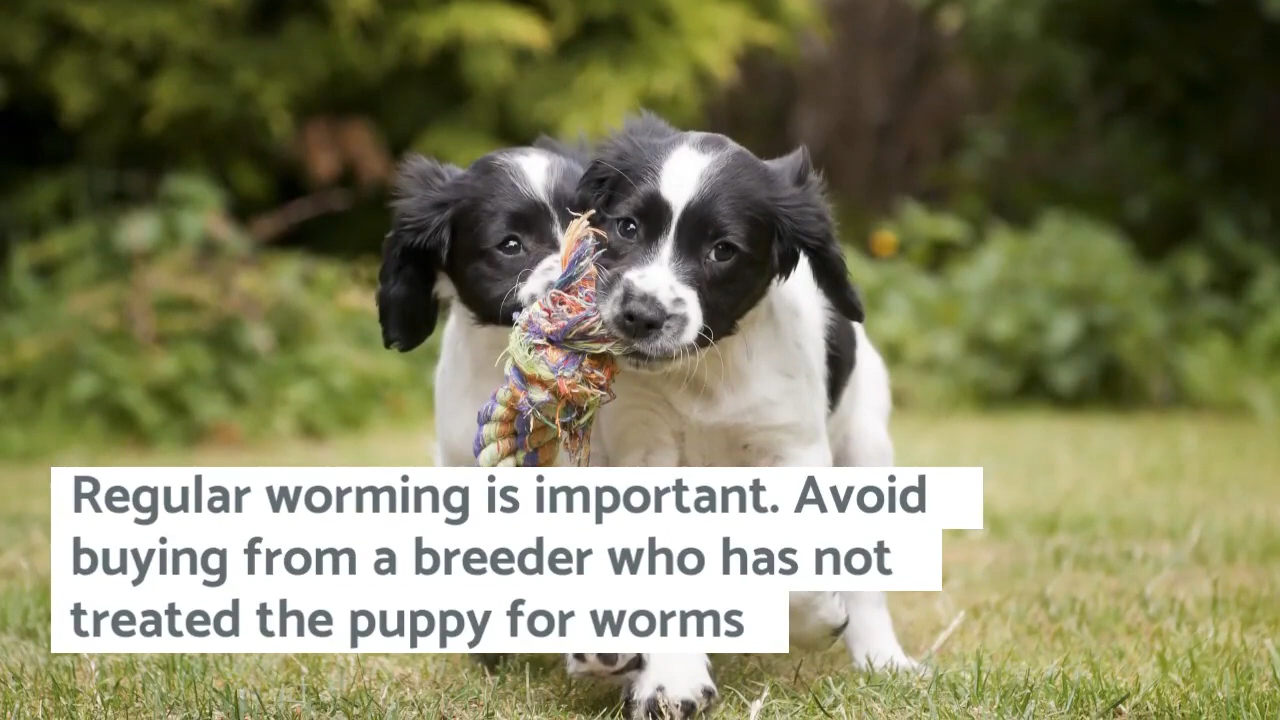 Regular worming is important. Avoid
buying from a breeder who has not
treated the puppy for worms